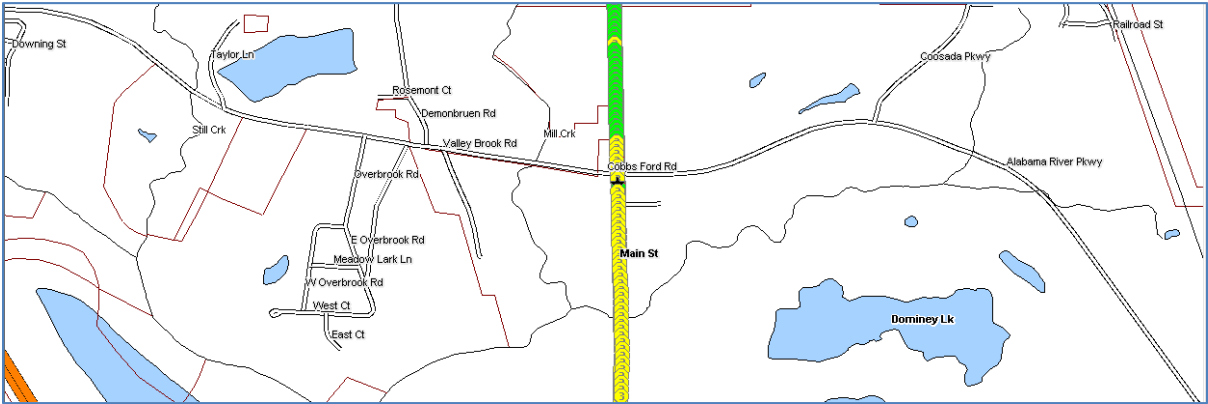 Railroad St
Downing St
Taylor Ln
Coosada Pkwy
Rosemont Ct
Demonbruen Rd
Still Crk
Mill Crk
Valley Brook Rd
Cobbs Ford Rd
Alabama River Pkwy
Overbrook Rd
E Overbrook Rd
Main St
Meadow Lark Ln
W Overbrook Rd
West Ct
Dominey Lk
East Ct